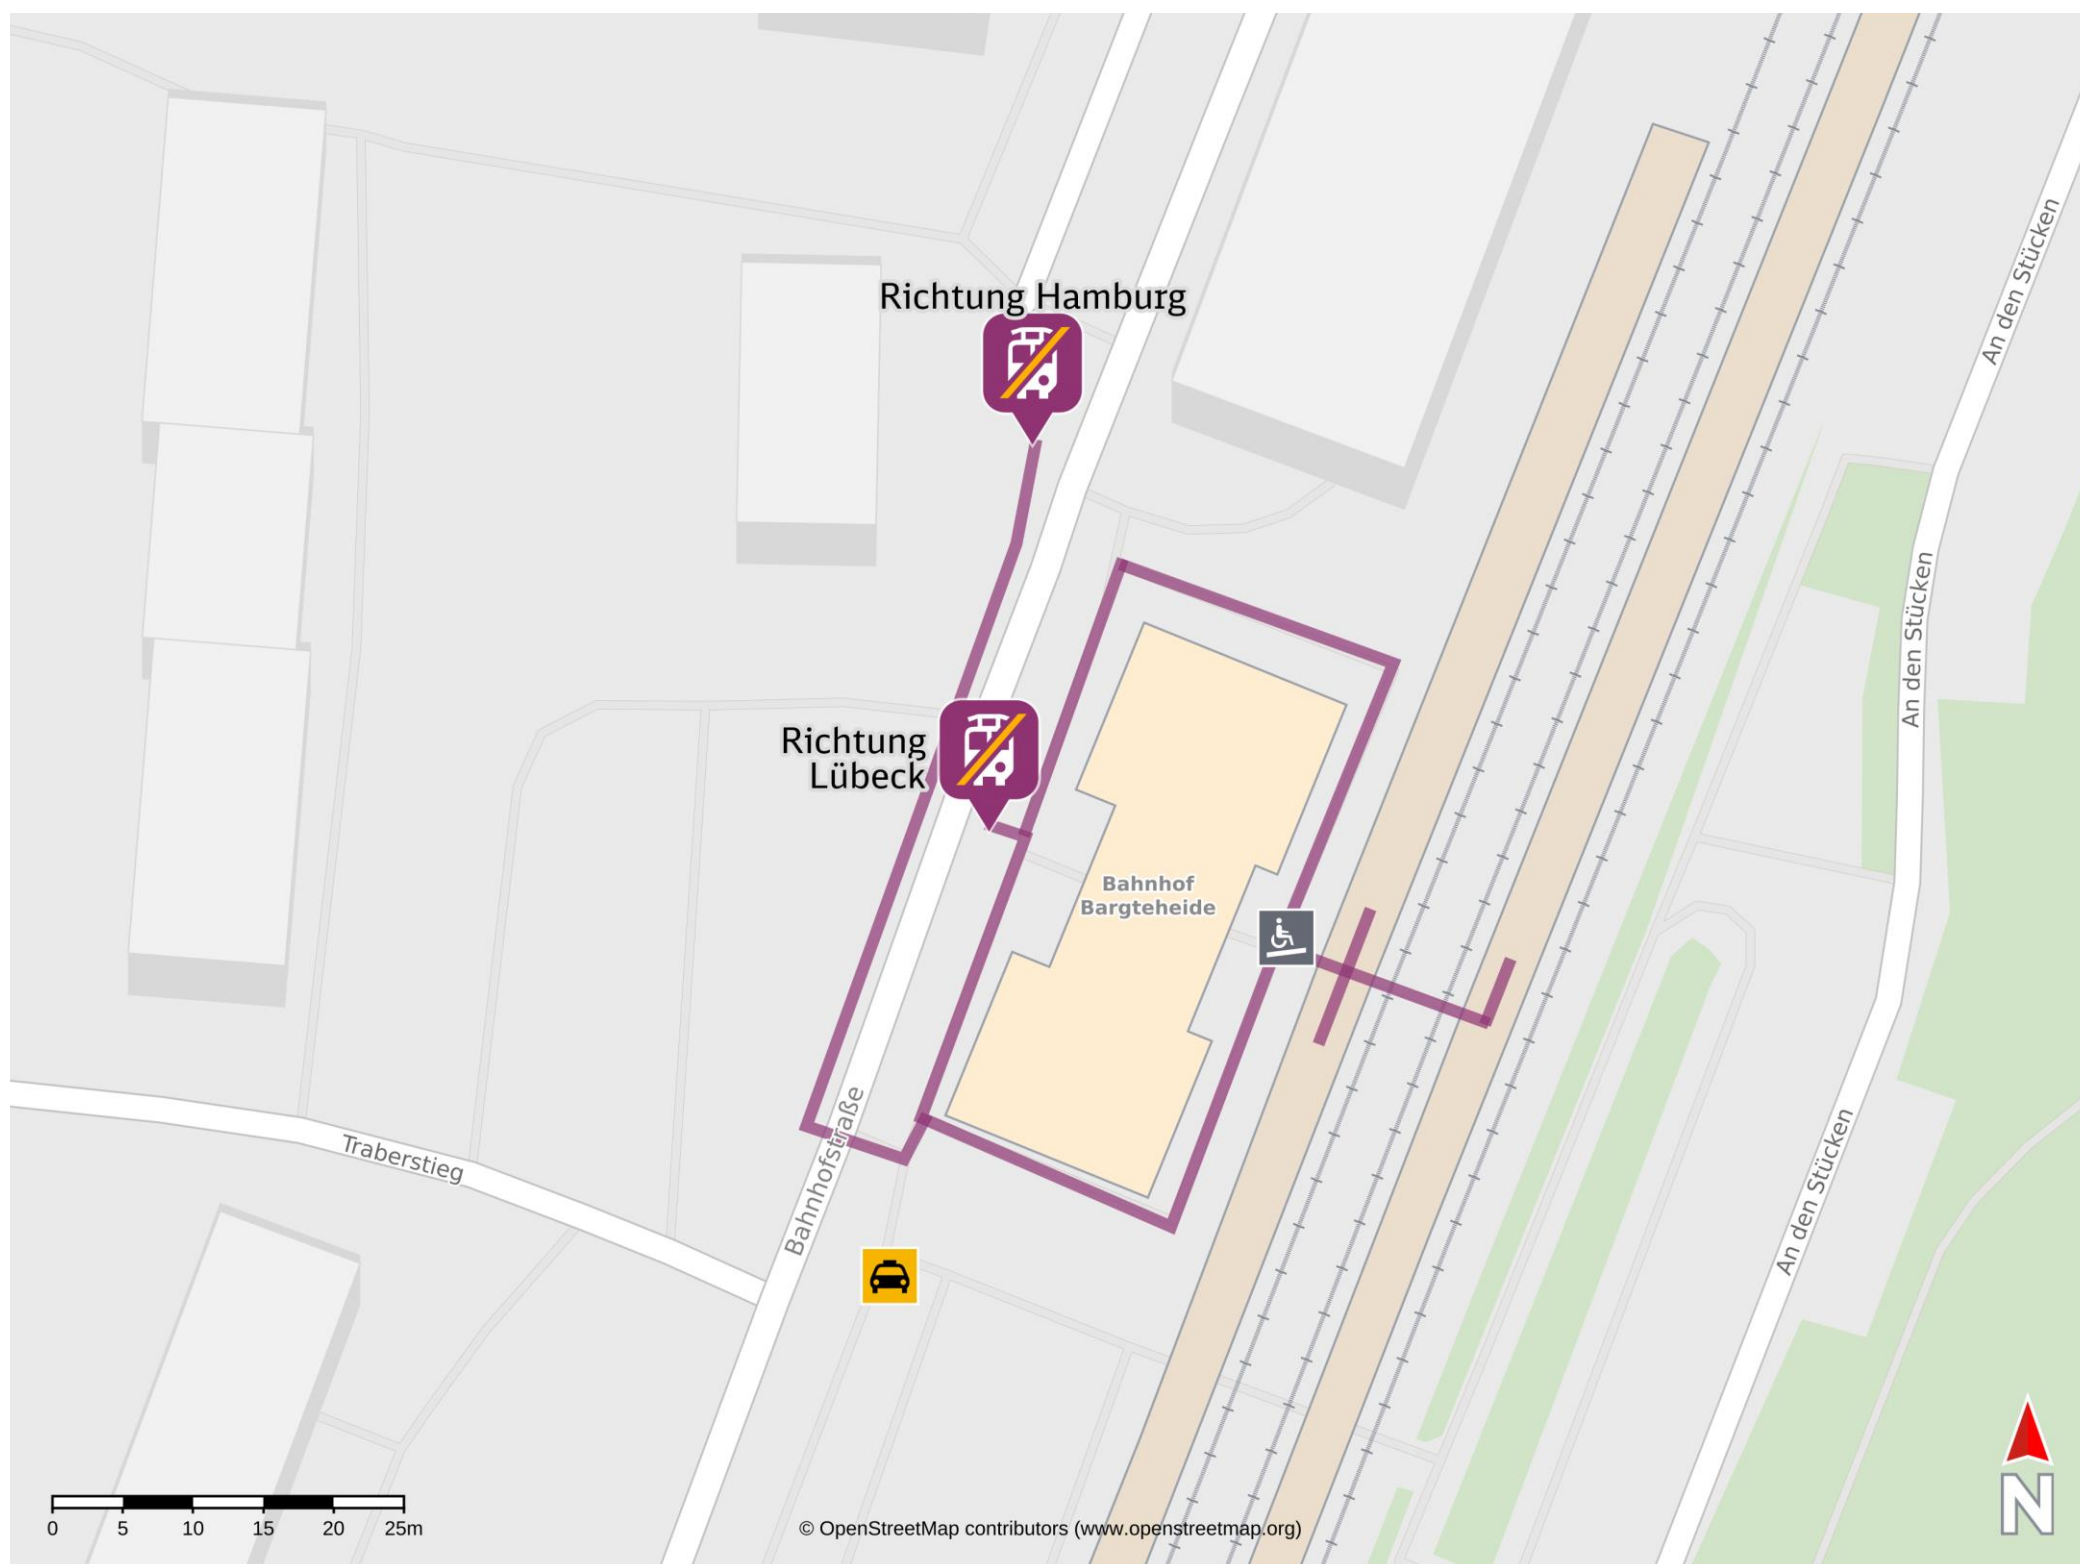 An den Stücken
Richtung Hamburg
An den Stücken
Richtung
Lübeck
Bahnhof
Bargteheide
Traberstieg
Bahnhofstraße
An den Stücken
0 5 10 15 20 25m
© OpenStreetMap contributors (www.openstreetmap.org)
N